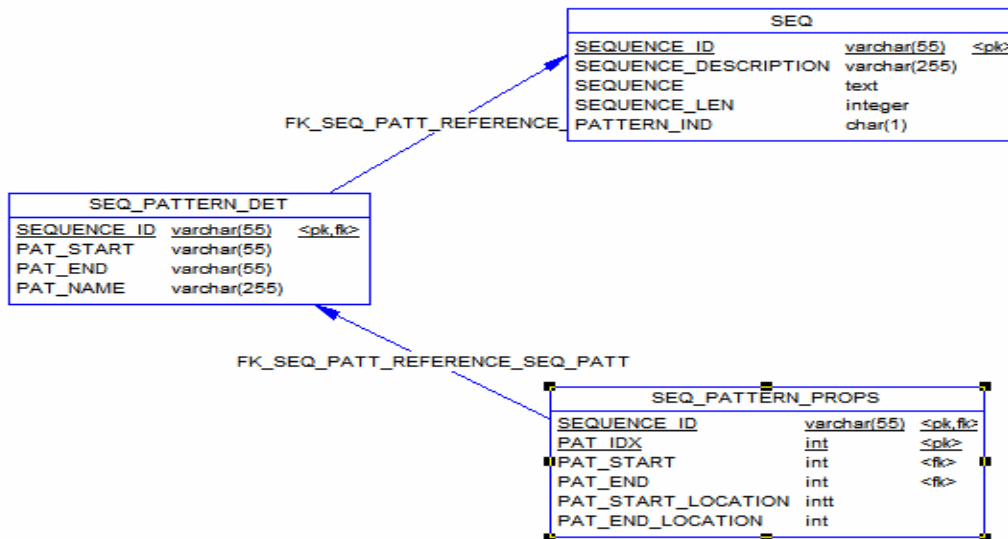 SEQ
SEQUENCE_ID varchar(55) <pk>
SEQUENCE_DESCRIPTION varchar(255)
SEQUENCE text
SEQUENCE_LEN integer
PATTERN_IND char(1)
FK_SEQ_PATT_REFERENCE_
SEQ_PATTERN_DET
SEQUENCE_ID varchar(55) <pk,fk>
PAT_START varchar(55)
PAT_END varchar(55)
PAT_NAME varchar(255)
FK_SEQ_PATT_REFERENCE_SEQ_PATT
SEQ_PATTERN_PROPS
SEQUENCE_ID varchar(55) <pk,fk>
PAT_IDX int <pk>
PAT_START int <fk>
PAT_END int <fk>
PAT_START_LOCATION intt
PAT_END_LOCATION int